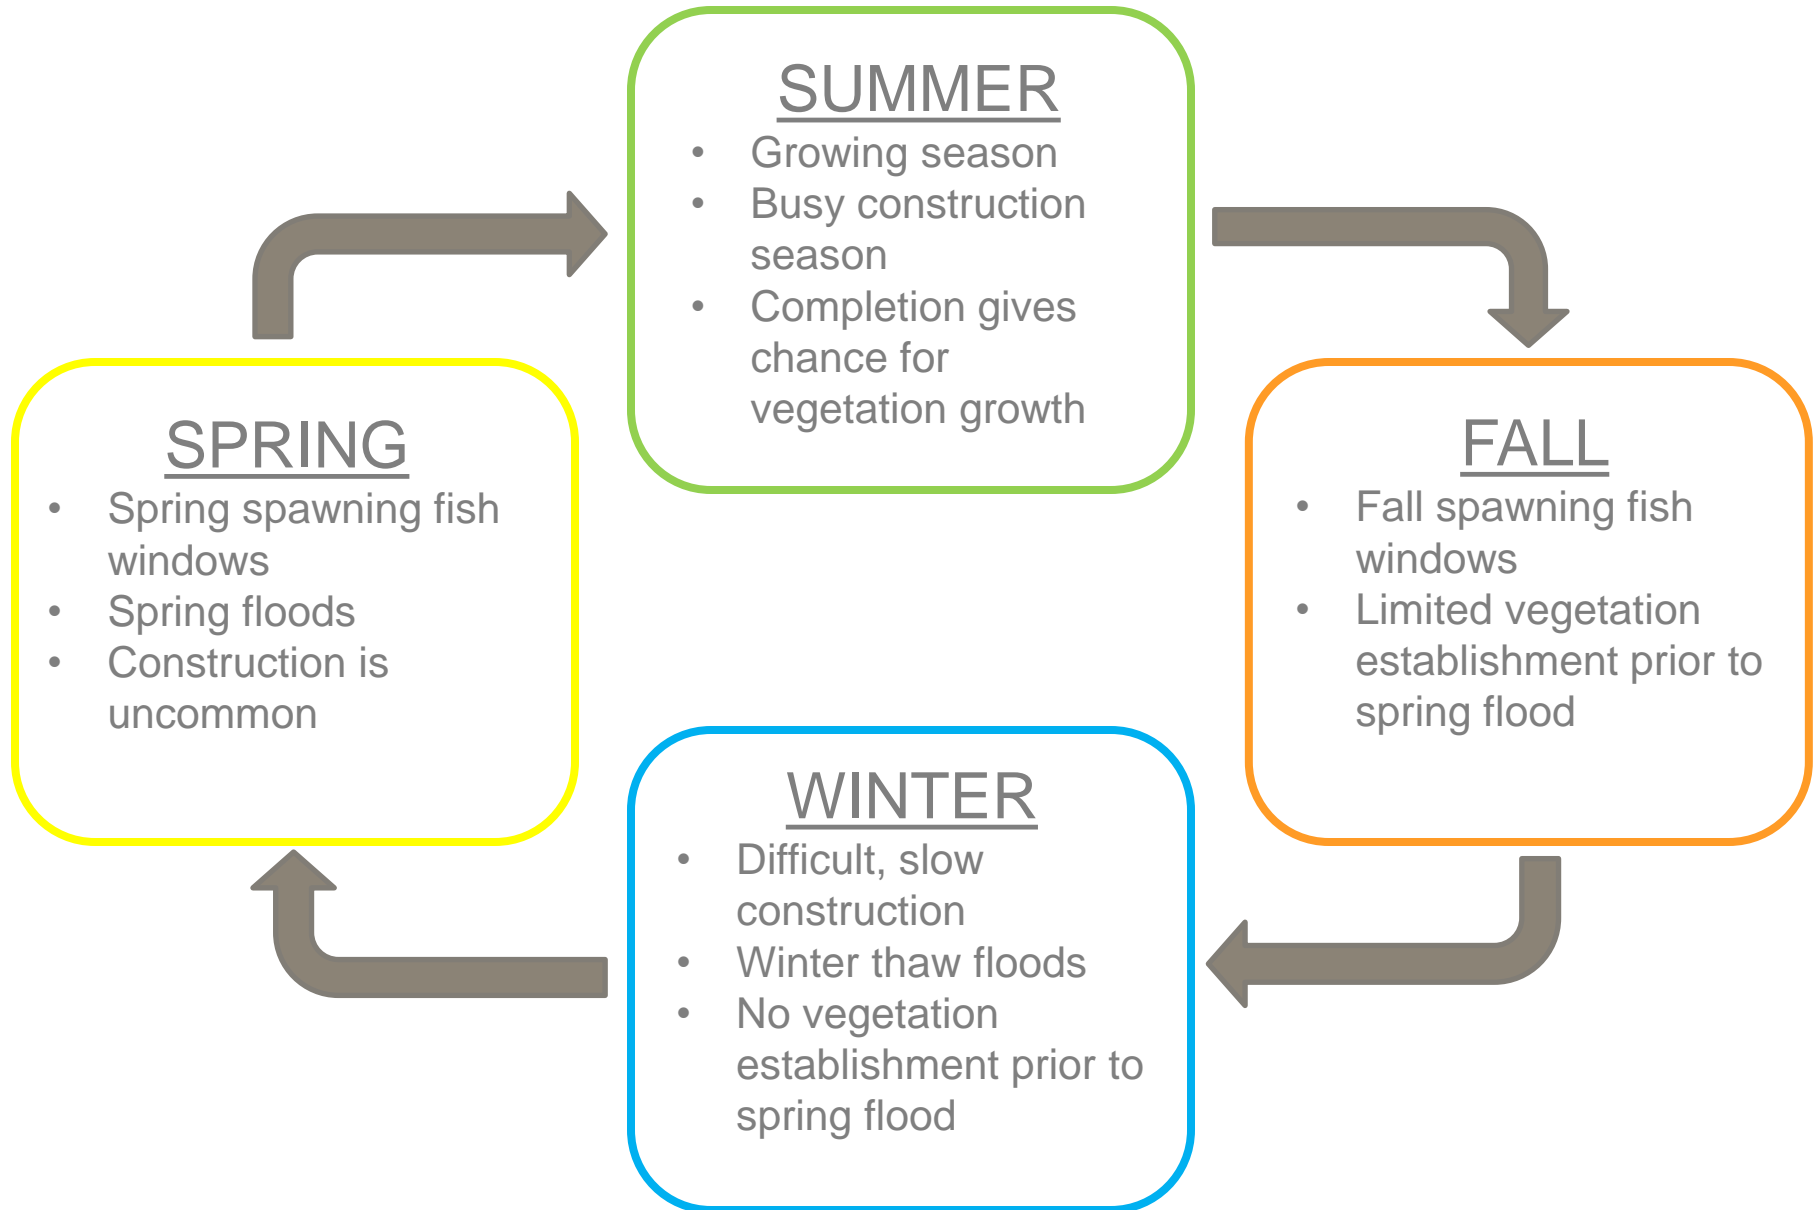 SUMMER
• Growing season
• Busy construction
season
• Completion gives
chance for
vegetation growth
SPRING
• Spring spawning fish
windows
• Spring floods
• Construction is
uncommon
FALL
• Fall spawning fish
windows
• Limited vegetation
establishment prior to
spring flood
WINTER
• Difficult, slow
construction
• Winter thaw floods
• No vegetation
establishment prior to
spring flood